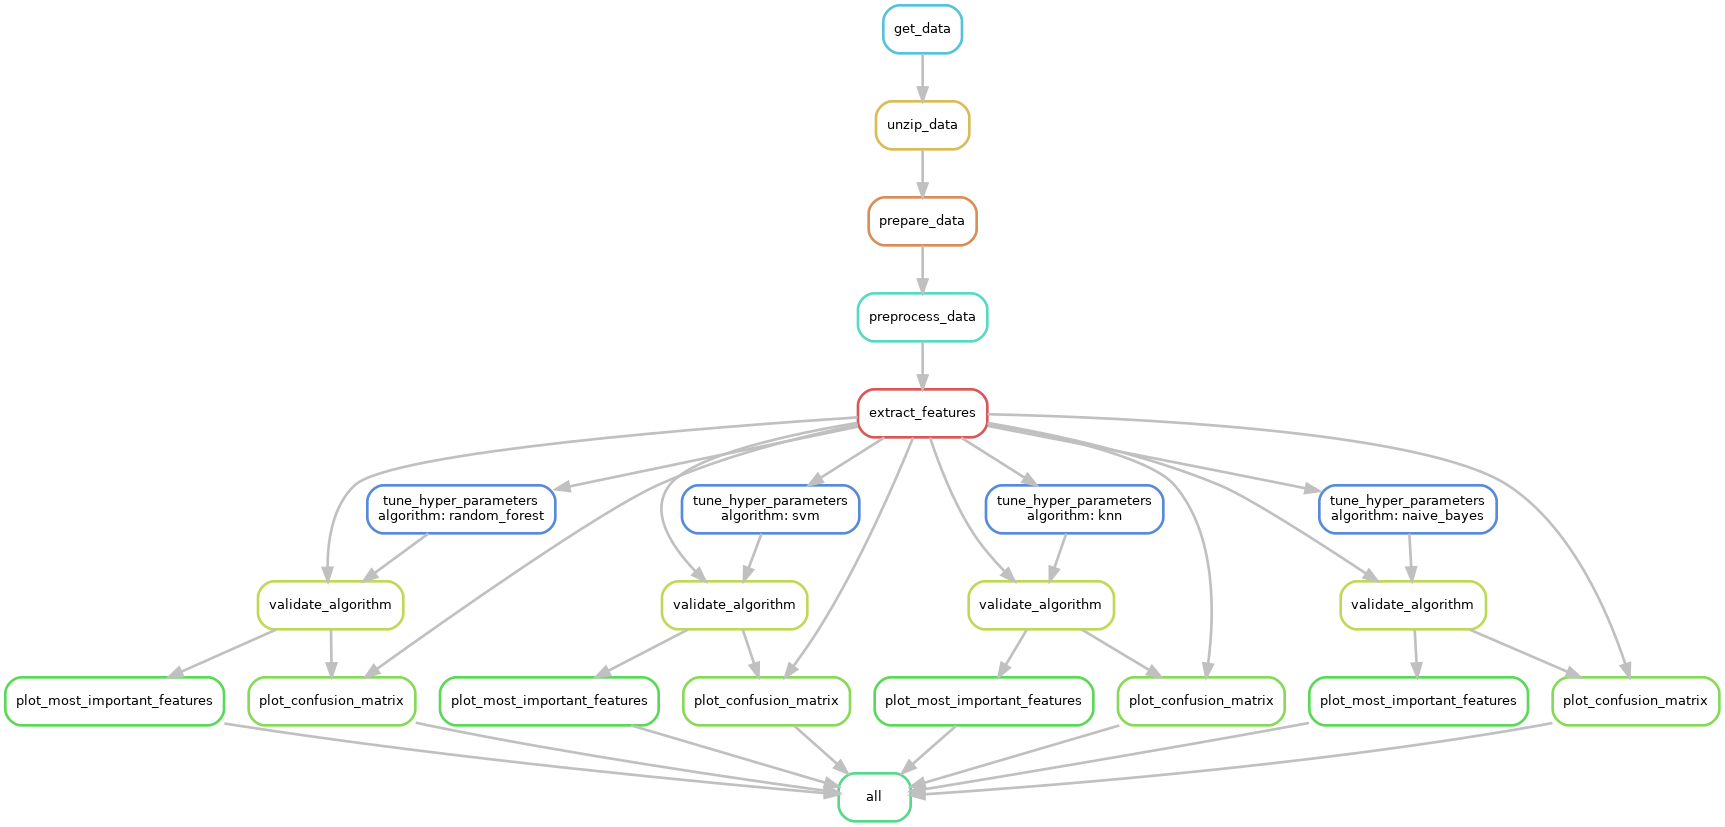 get_data
unzip_data
prepare_data
preprocess_data
extract_features
tune_hyper_parameters
algorithm: random_forest
tune_hyper_parameters
algorithm: svm
tune_hyper_parameters
algorithm: knn
tune_hyper_parameters
algorithm: naive_bayes
validate_algorithm
validate_algorithm
validate_algorithm
validate_algorithm
plot_most_important_features
plot_confusion_matrix
plot_most_important_features
plot_confusion_matrix
plot_most_important_features
plot_confusion_matrix
plot_most_important_features
plot_confusion_matrix
all